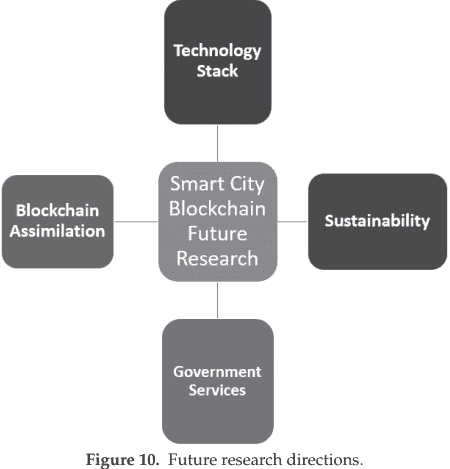 Technology
Stack
Smart City
Blockchain
Future
Research
Blockchain
Assimilation
Sustainability
Government
Services
Figure 10. Future research directions.